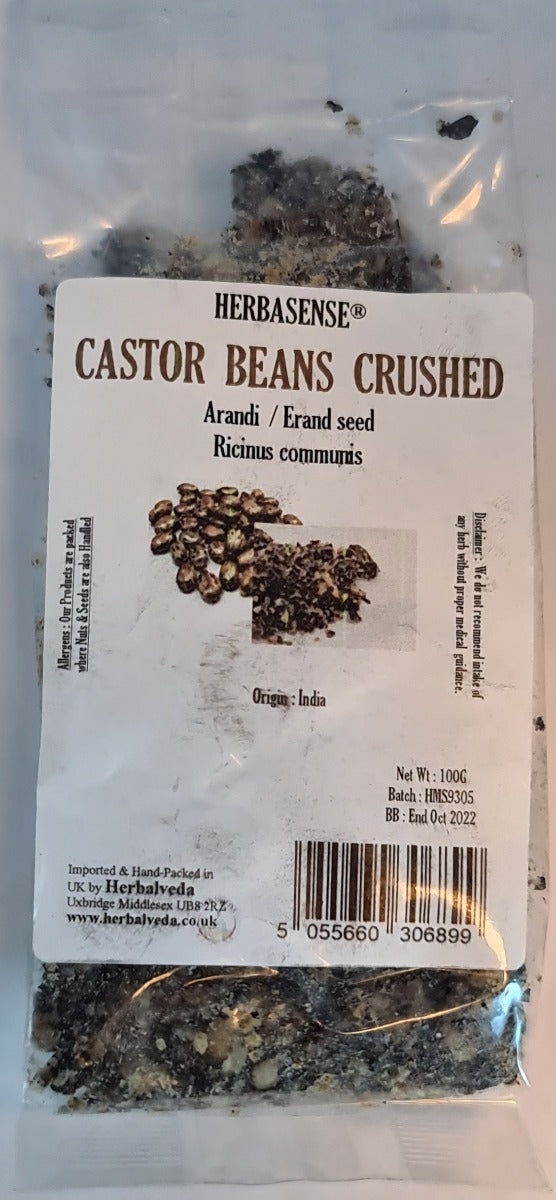 HERBASENSE®
CASTOR BEANS CRUSHED
Arandi / Erand seed
Ricinus communis
Allergens : Our Products are packed
where Nuts & Seeds are also Handled
Disclaimer : We do not recommend intake of
any herb without proper medical guidance.
Origin : India
Net Wt : 100G
Batch : HMS9305
BB : End Oct 2022
Imported & Hand-Packed in
UK by Herbalveda
Uxbridge Middlesex UB8 2RZ
www.herbalveda.co.uk
5 055660 306899